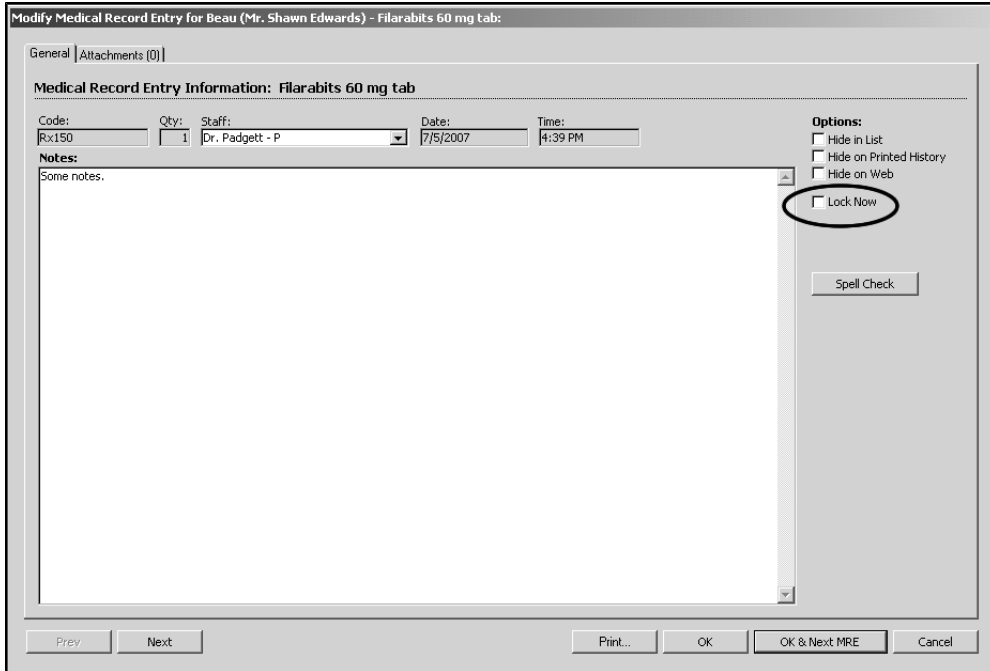 Modify Medical Record Entry for Beau (Mr. Shawn Edwards) - Filarabits 60 mg tab:
General Attachments (0)
Medical Record Entry Information: Filarabits 60 mg tab
Code: Qty: Staff: Date: Time: Options:
Rx150 1 Dr. Padgett - P 7/5/2007 4:39 PM Hide in List
Notes: Hide on Printed History
Some notes. Hide on Web
Lock Now
Spell Check
Prev Next Print... OK OK & Next MRE Cancel